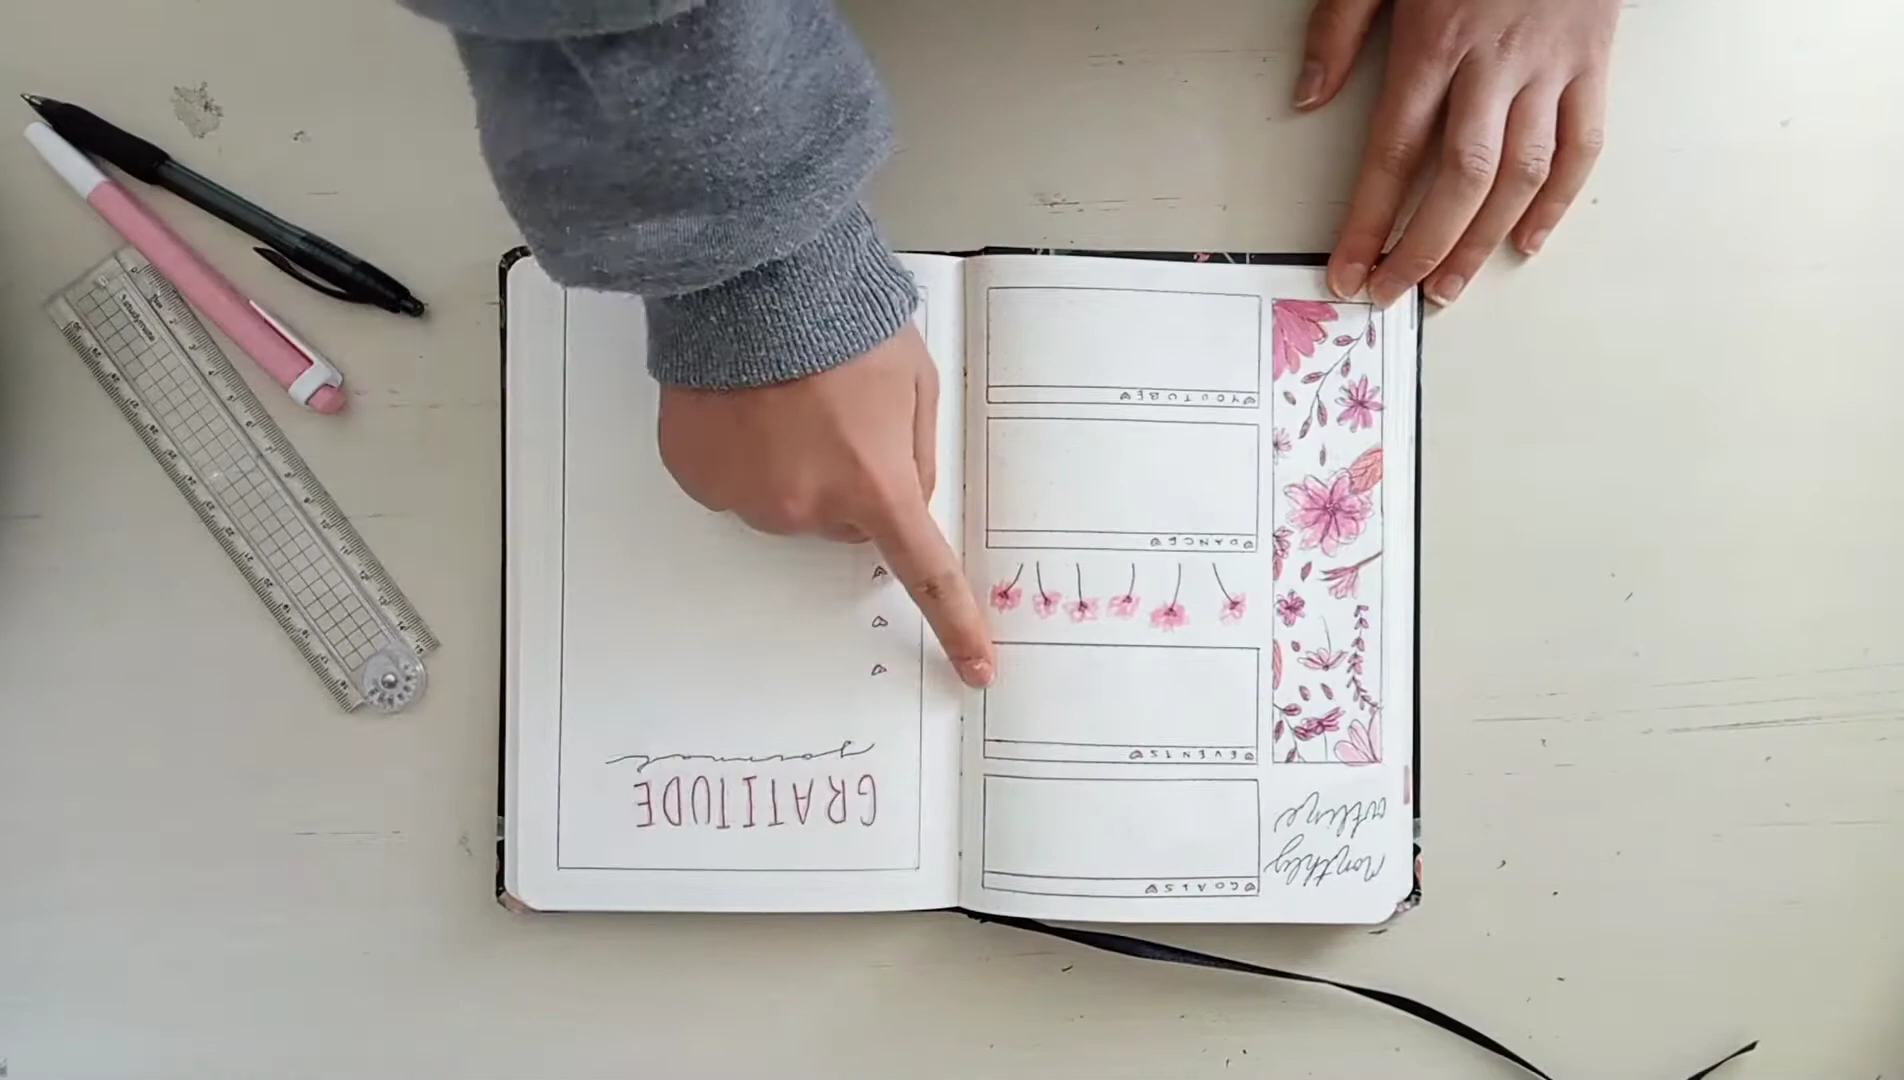 Monthly
outline
GOALS
EVENTS
DANCE
YOUTUBE
GRATITUDE
journal